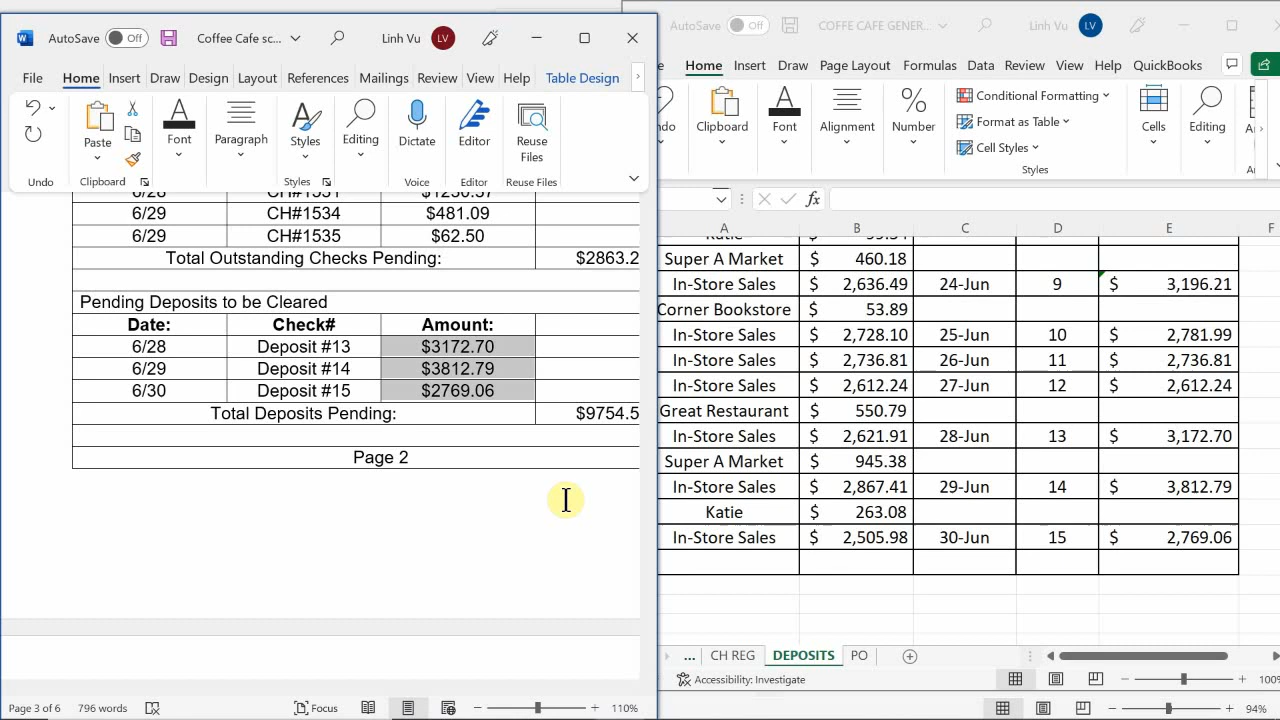 AutoSave Off Coffee Cafe sc... Linh Vu LV
File Home Insert Draw Design Layout References Mailings Review View Help Table Design
Paste Font Paragraph Styles Editing Dictate Editor Reuse Files
Undo Clipboard Styles Voice Editor Reuse Files
6/28 CH#1531
6/29 CH#1534 $481.09
6/29 CH#1535 $62.50
Total Outstanding Checks Pending: $2863.2
Pending Deposits to be Cleared
Date: Check# Amount:
6/28 Deposit #13 $3172.70
6/29 Deposit #14 $3812.79
6/30 Deposit #15 $2769.06
Total Deposits Pending: $9754.5
Page 2
Page 3 of 6 796 words Focus 110%
AutoSave Off COFFE CAFE GENER... Linh Vu LV
e Home Insert Draw Page Layout Formulas Data Review View Help QuickBooks
ndo Clipboard Font Alignment Number Conditional Formatting Format as Table Cell Styles Cells Editing
Styles
fx
A B C D E F
Katie
Super A Market $ 460.18
In-Store Sales $ 2,636.49 24-Jun 9 $ 3,196.21
Corner Bookstore $ 53.89
In-Store Sales $ 2,728.10 25-Jun 10 $ 2,781.99
In-Store Sales $ 2,736.81 26-Jun 11 $ 2,736.81
In-Store Sales $ 2,612.24 27-Jun 12 $ 2,612.24
Great Restaurant $ 550.79
In-Store Sales $ 2,621.91 28-Jun 13 $ 3,172.70
Super A Market $ 945.38
In-Store Sales $ 2,867.41 29-Jun 14 $ 3,812.79
Katie $ 263.08
In-Store Sales $ 2,505.98 30-Jun 15 $ 2,769.06
... CH REG DEPOSITS PO
Accessibility: Investigate 100%
94%